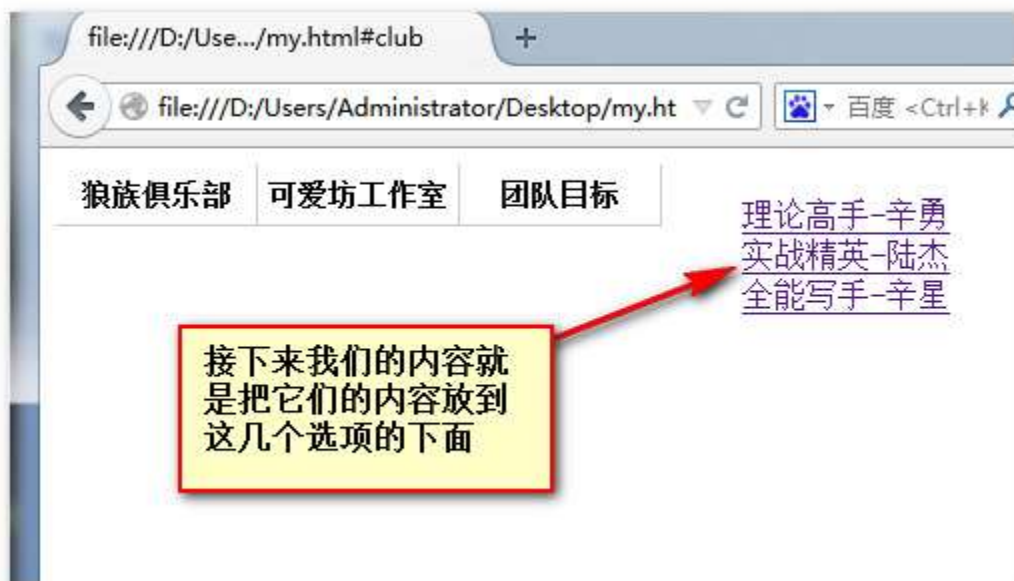 file:///D:/Use.../my.html#club
file:///D:/Users/Administrator/Desktop/my.ht
百度 <Ctrl+K
狼族俱乐部 可爱坊工作室 团队目标
理论高手-辛勇
实战精英-陆杰
全能写手-辛星
接下来我们的内容就
是把它们的内容放到
这几个选项的下面